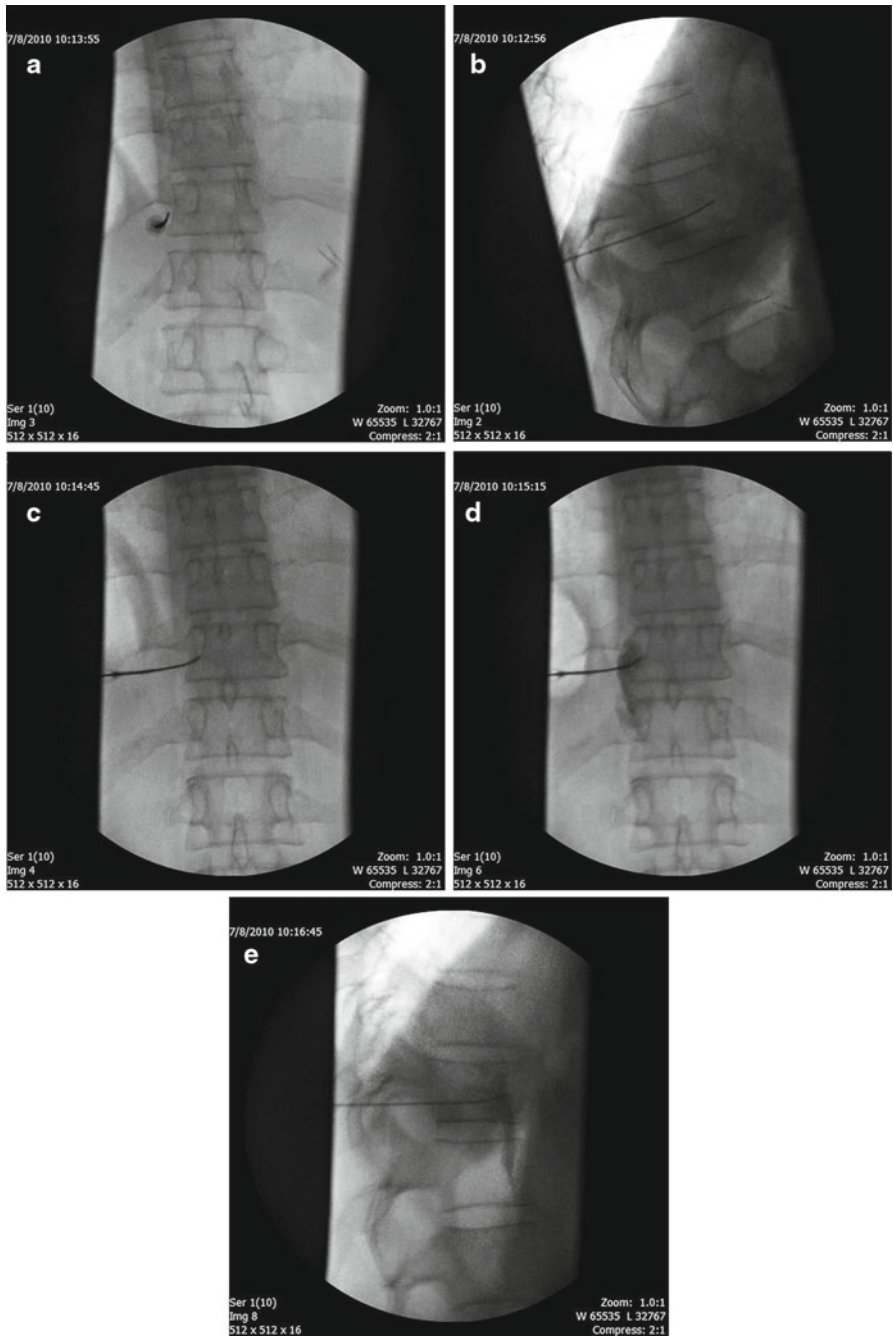 7/8/2010 10:13:55
a
Ser 1(10)
Img 3
512 x 512 x 16
Zoom: 1.0:1
W 65535 L 32767
Compress: 2:1
7/8/2010 10:12:56
b
Ser 1(10)
Img 2
512 x 512 x 16
Zoom: 1.0:1
W 65535 L 32767
Compress: 2:1
7/8/2010 10:14:45
c
Ser 1(10)
Img 4
512 x 512 x 16
Zoom: 1.0:1
W 65535 L 32767
Compress: 2:1
7/8/2010 10:15:15
d
Ser 1(10)
Img 6
512 x 512 x 16
Zoom: 1.0:1
W 65535 L 32767
Compress: 2:1
7/8/2010 10:16:45
e
Ser 1(10)
Img 8
512 x 512 x 16
Zoom: 1.0:1
W 65535 L 32767
Compress: 2:1